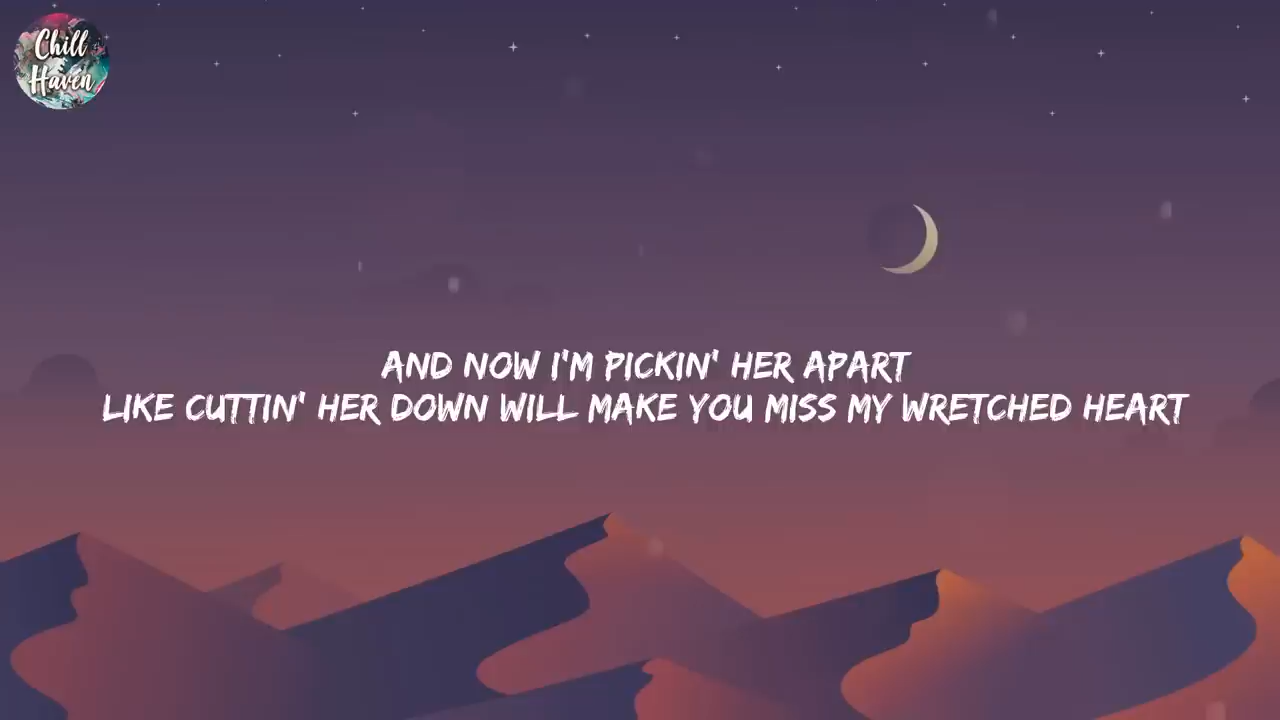 Chill
Haven
AND NOW I'M PICKIN' HER APART
LIKE CUTTIN' HER DOWN WILL MAKE YOU MISS MY WRETCHED HEART